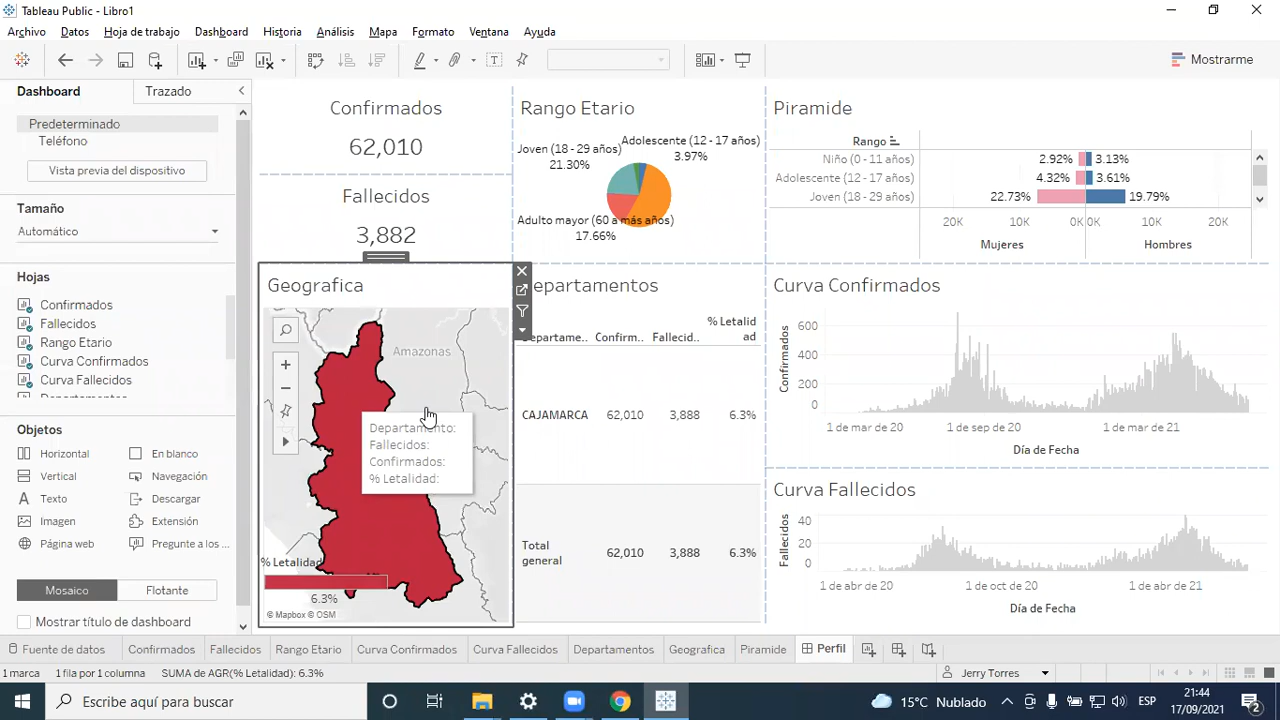 Tableau Public - Libro1
Archivo Datos Hoja de trabajo Dashboard Historia Análisis Mapa Formato Ventana Ayuda
Mostrarme
Dashboard Trazado
Predeterminado
Teléfono
Vista previa del dispositivo
Tamaño
Automático
Hojas
Confirmados
Fallecidos
Rango Etario
Curva Confirmados
Curva Fallecidos
Objetos
Horizontal En blanco
Vertical Navegación
Texto Descargar
Imagen Extensión
Página web Pregunte a los ...
Mosaico Flotante
Mostrar título de dashboard
Confirmados
62,010
Fallecidos
3,882
Rango Etario
Adolescente (12 - 17 años)
3.97%
Joven (18 - 29 años)
21.30%
Adulto mayor (60 a más años)
17.66%
Piramide
Rango
Niño (0 - 11 años) 2.92% 3.13%
Adolescente (12 - 17 años) 4.32% 3.61%
Joven (18 - 29 años) 22.73% 19.79%
20K 10K 0K 0K 10K 20K
Mujeres Hombres
Geografica
Amazonas
Departamento:
Fallecidos:
Confirmados:
% Letalidad:
% Letalidad
6.3%
© Mapbox © OSM
Departamentos
Departame.. Confirm.. Fallecid.. % Letalid
ad
CAJAMARCA 62,010 3,888 6.3%
Total
general 62,010 3,888 6.3%
Curva Confirmados
Confirmados
600
400
200
0
1 de mar de 20 1 de sep de 20 1 de mar de 21
Día de Fecha
Curva Fallecidos
Fallecidos
40
20
0
1 de abr de 20 1 de oct de 20 1 de abr de 21
Día de Fecha
Fuente de datos Confirmados Fallecidos Rango Etario Curva Confirmados Curva Fallecidos Departamentos Geografica Piramide Perfil
1 marca 1 fila por 1 columna SUMA de AGR(% Letalidad): 6.3% Jerry Torres
Escribe aquí para buscar
15°C Nublado
ESP
21:44
17/09/2021
2